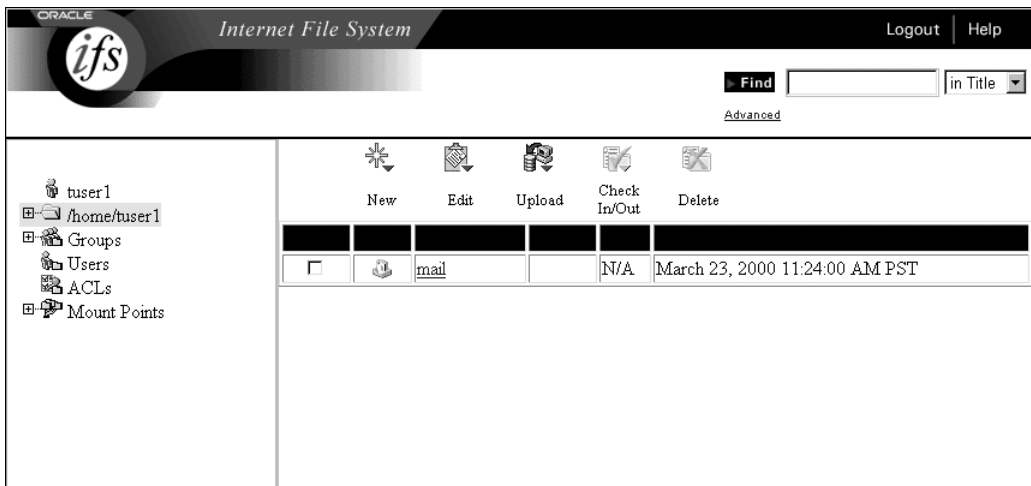 ORACLE
ifs
Internet File System
Logout
Help
Find
in Title
Advanced
tuser1
/home/tuser1
Groups
Users
ACLs
Mount Points
New
Edit
Upload
Check
In/Out
Delete
mail
N/A
March 23, 2000 11:24:00 AM PST